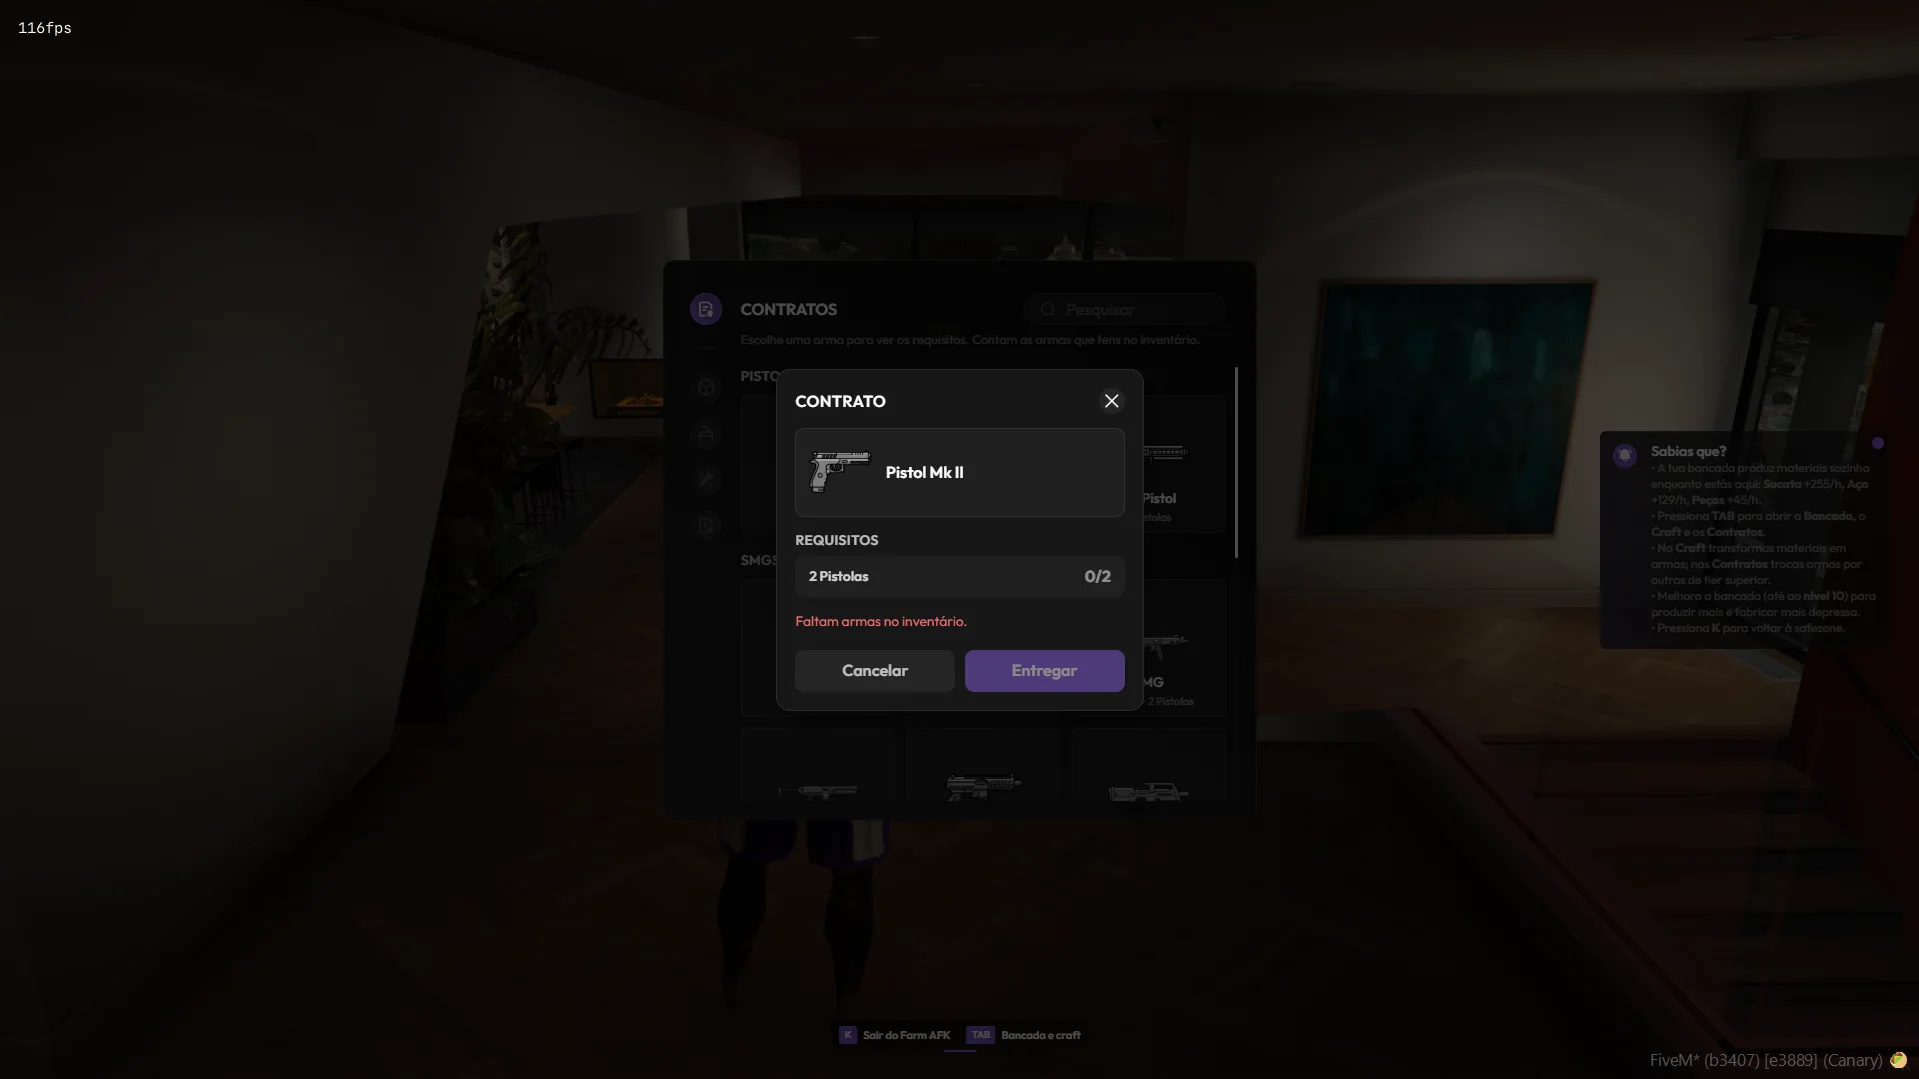 116fps
CONTRATOS
Pesquisar
Escolhe uma arma para ver os requisitos. Contam as armas que tens no inventário.
PISTO
CONTRATO
Pistol Mk II
Pistol
stolas
REQUISITOS
2 Pistolas
0/2
SMGS
Faltam armas no inventário.
Cancelar
Entregar
MG
2 Pistolas
Sabias que?
• A tua bancada produz materiais sozinha
enquanto estás aqui: Sucata +255/h, Aço
+129/h, Peças +45/h.
• Pressiona TAB para abrir a Bancada, o
Craft e os Contratos.
• No Craft transformas materiais em
armas; nos Contratos trocas armas por
outras de tier superior.
• Melhora a bancada (até ao nível 10) para
produzir mais e fabricar mais depressa.
• Pressiona K para voltar à safezone.
K Sair do Farm AFK TAB Bancada e craft
FiveM* (b3407) [e3889] (Canary)